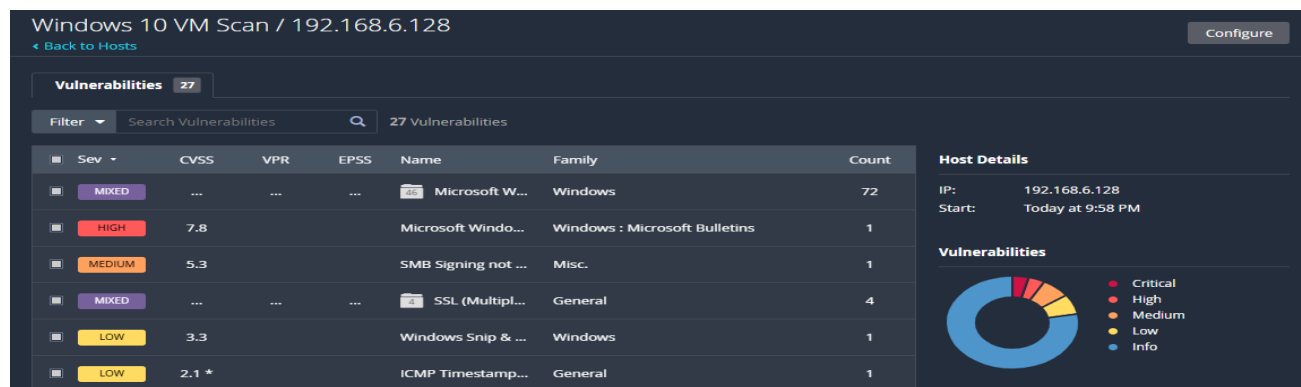 Windows 10 VM Scan / 192.168.6.128
Configure
Back to Hosts
Vulnerabilities 27
Filter Search Vulnerabilities 27 Vulnerabilities
Sev CVSS VPR EPSS Name Family Count
MIXED ... ... ... 46 Microsoft W... Windows 72
HIGH 7.8 Microsoft Windo... Windows : Microsoft Bulletins 1
MEDIUM 5.3 SMB Signing not ... Misc. 1
MIXED ... ... ... 4 SSL (Multipl... General 4
LOW 3.3 Windows Snip & ... Windows 1
LOW 2.1 * ICMP Timestamp... General 1
Host Details
IP: 192.168.6.128
Start: Today at 9:58 PM
Vulnerabilities
Critical
High
Medium
Low
Info